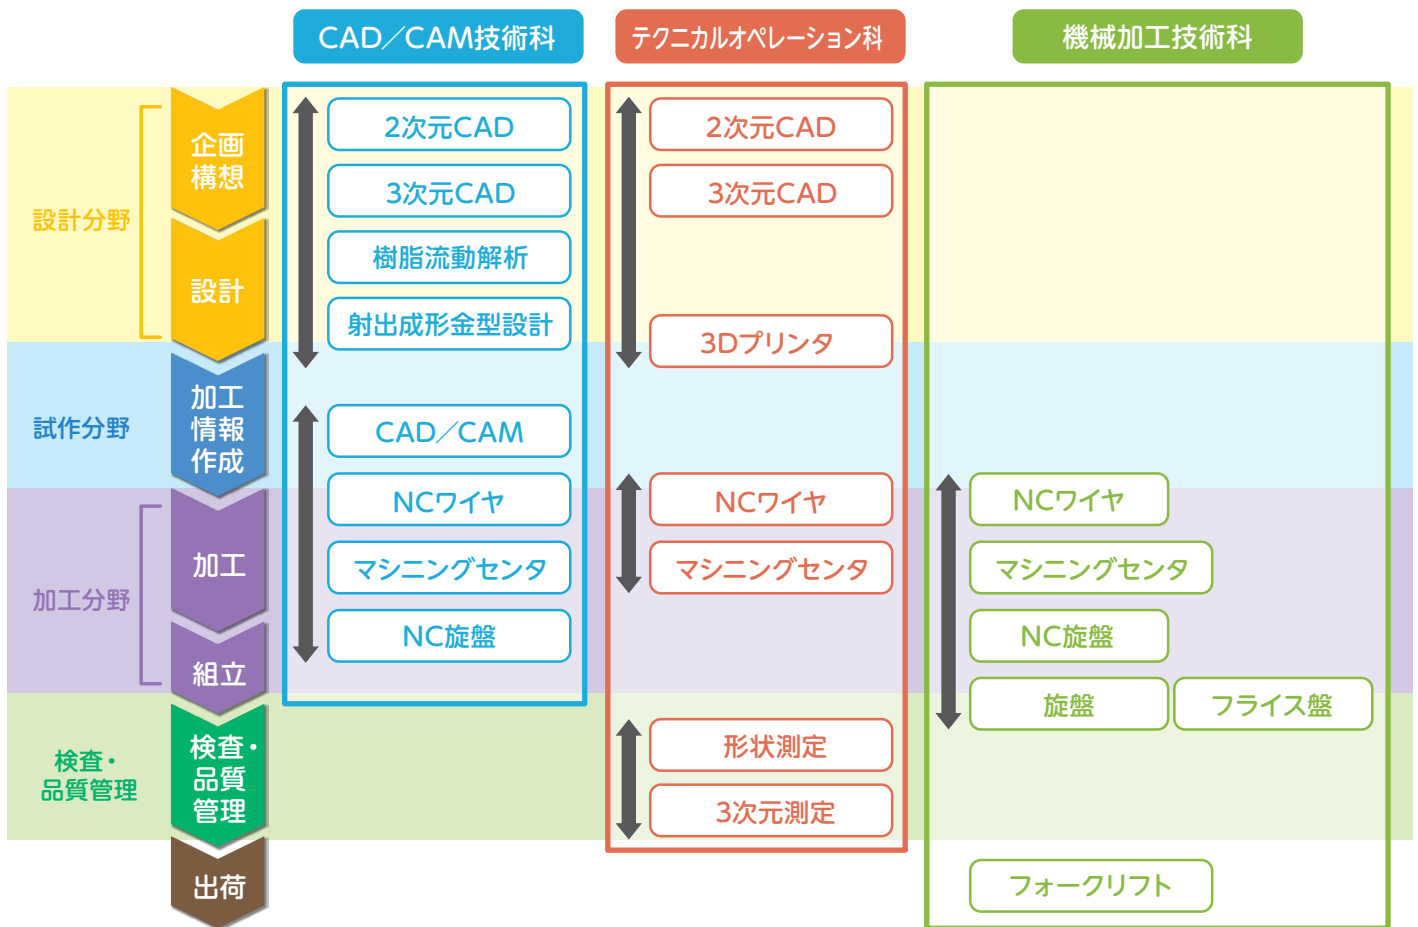 CAD／CAM技術科
テクニカルオペレーション科
機械加工技術科
設計分野
試作分野
加工分野
検査・
品質管理
企画
構想
設計
加工
情報
作成
加工
組立
検査・
品質
管理
出荷
2次元CAD
3次元CAD
樹脂流動解析
射出成形金型設計
CAD／CAM
NCワイヤ
マシニングセンタ
NC旋盤
2次元CAD
3次元CAD
3Dプリンタ
NCワイヤ
マシニングセンタ
形状測定
3次元測定
NCワイヤ
マシニングセンタ
NC旋盤
旋盤
フライス盤
フォークリフト